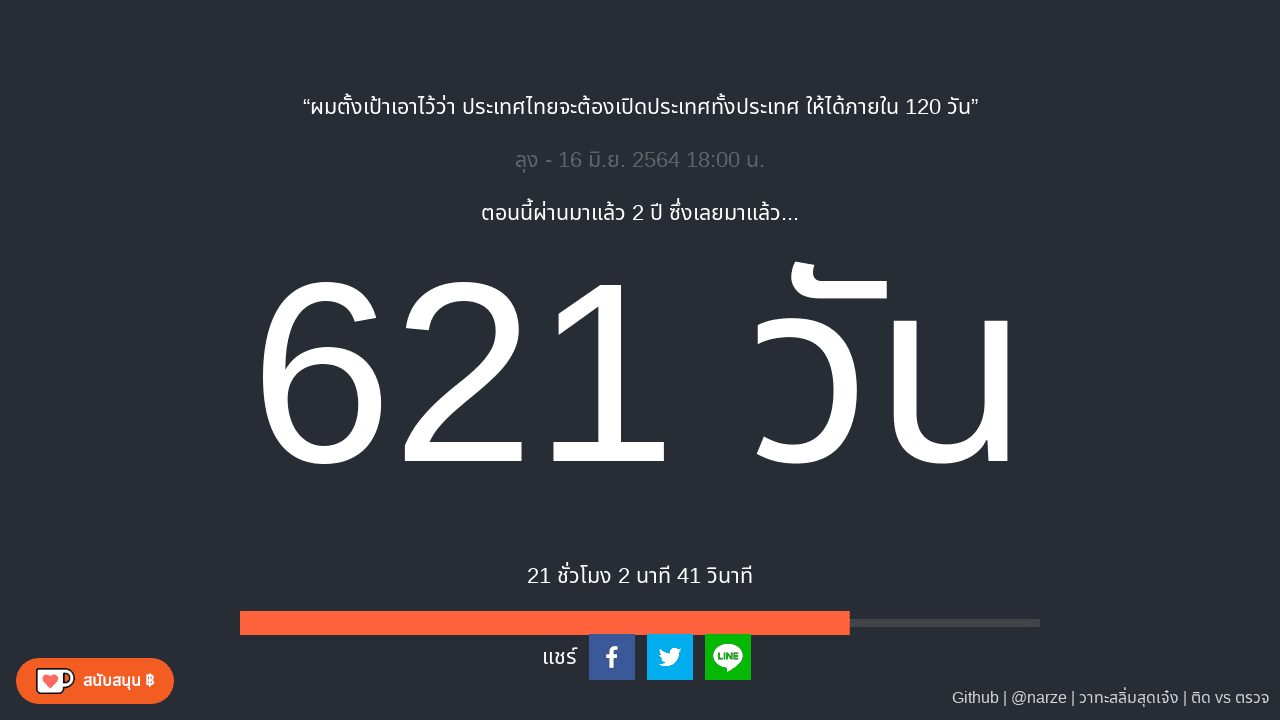 “ผมตั้งเป้าเอาไว้ว่า ประเทศไทยจะต้องเปิดประเทศทั้งประเทศ ให้ได้ภายใน 120 วัน”
ลุง - 16 มิ.ย. 2564 18:00 น.
ตอนนี้ผ่านมาแล้ว 2 ปี ซึ่งเลยมาแล้ว...
621 วัน
21 ชั่วโมง 2 นาที 41 วินาที
แชร์
LINE
สนับสนุน ฿
Github | @narze | วาทะสลิ่มสุดเจ๋ง | ติด vs ตรวจ